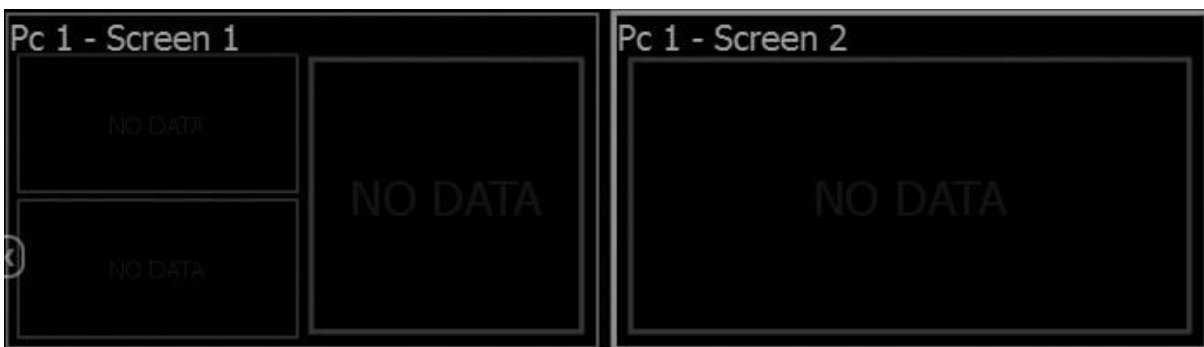 Pc 1 - Screen 1
NO DATA
NO DATA
NO DATA
Pc 1 - Screen 2
NO DATA